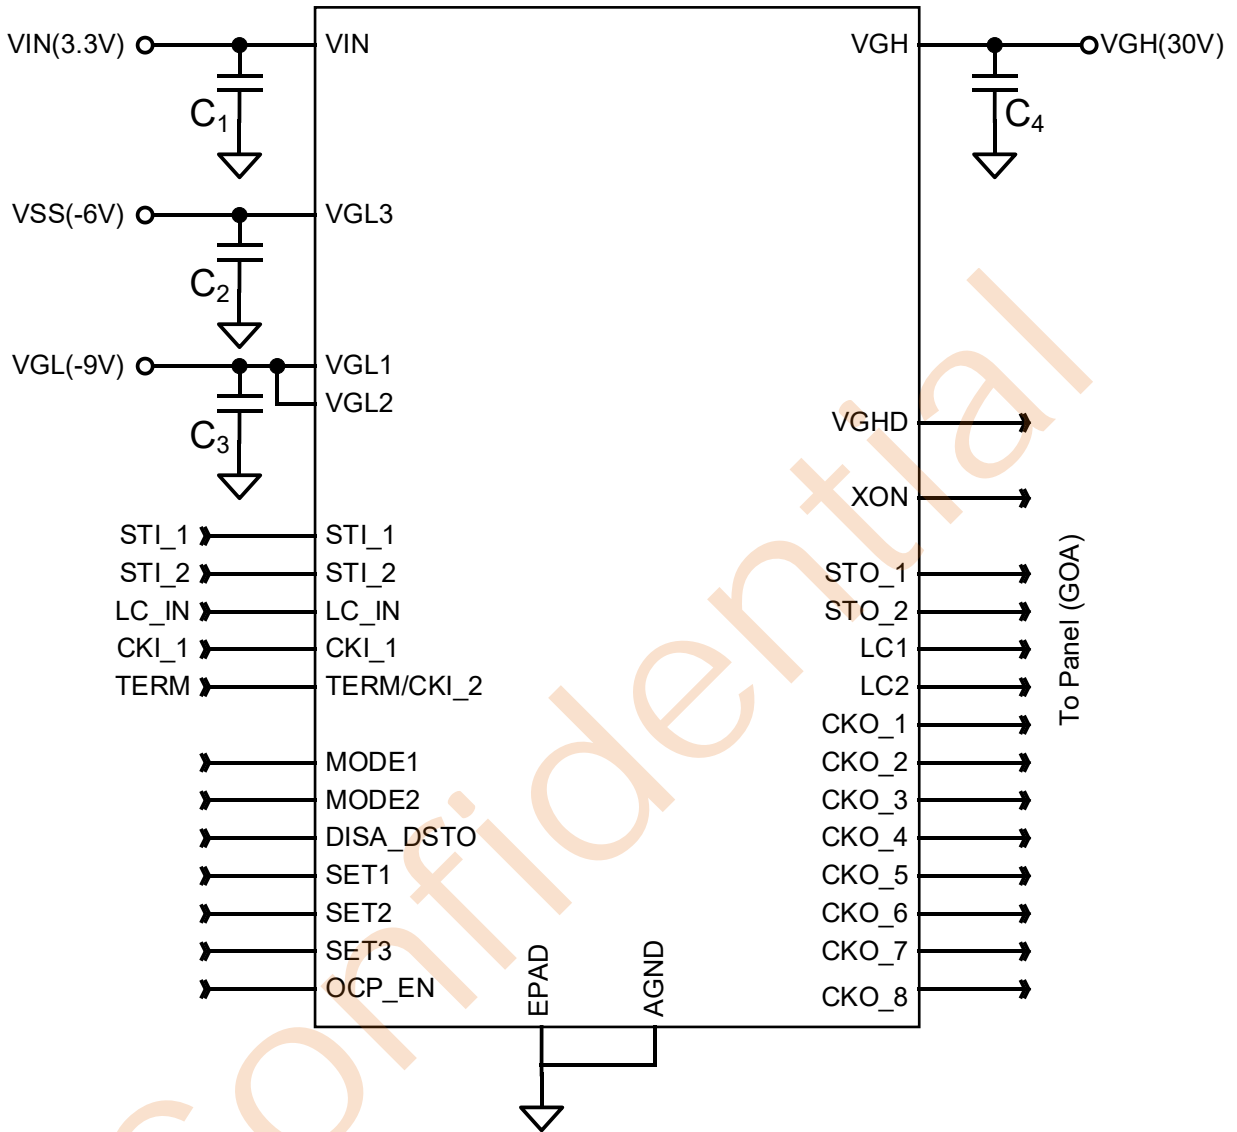 VIN(3.3V) VIN VGH VGH(30V)
C1 C4
VSS(-6V) VGL3
C2
VGL(-9V) VGL1
VGL2
C3
VGHD
XON
STI_1 STI_1
STI_2 STI_2 STO_1
LC_IN LC_IN STO_2
CKI_1 CKI_1 LC1
TERM TERM/CKI_2 LC2
CKO_1
MODE1 CKO_2
MODE2 CKO_3
DISA_DSTO CKO_4
SET1 CKO_5
SET2 CKO_6
SET3 CKO_7
OCP_EN CKO_8
EPAD AGND
To Panel (GOA)
Confidential